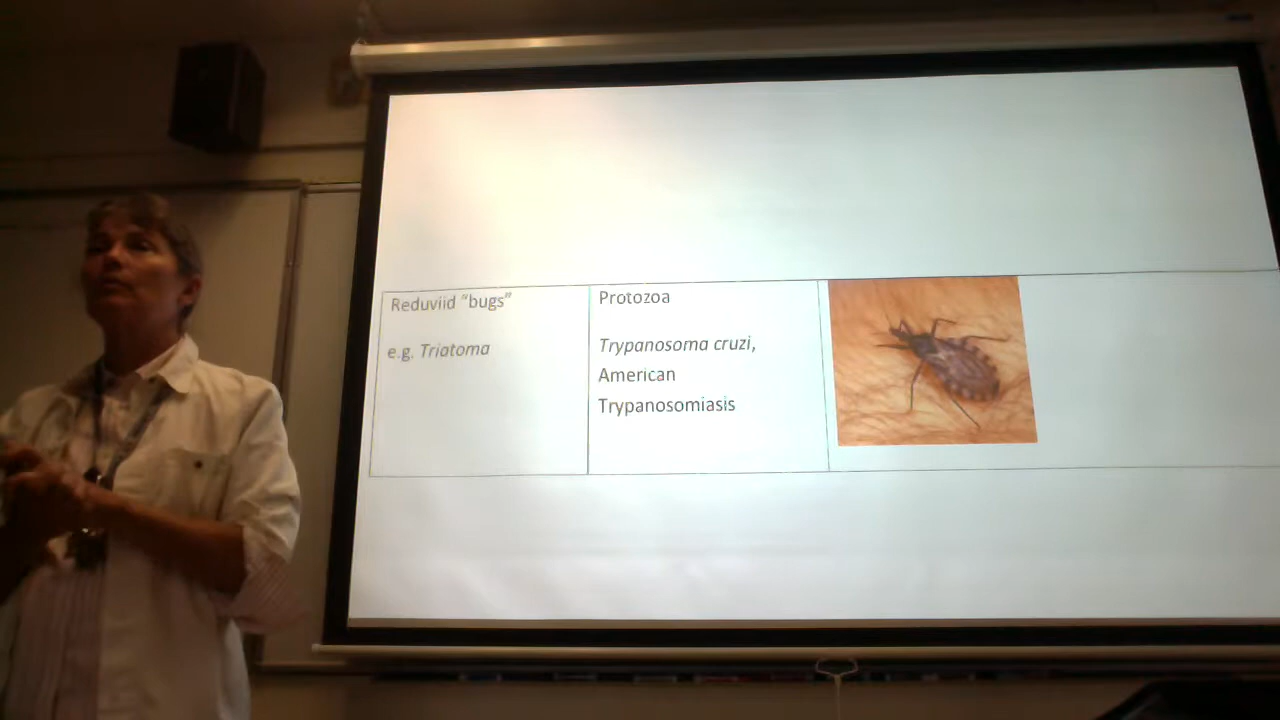 Reduviid “bugs”
e.g. Triatoma
Protozoa
Trypanosoma cruzi,
American
Trypanosomiasis